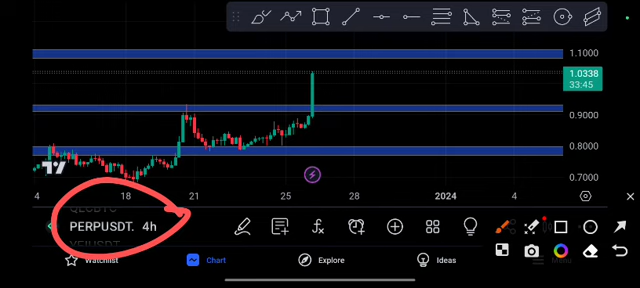 1.1000
1.0338
33:45
0.9000
0.8000
0.7000
4 18 21 25 28 2024 4
PERPUSDT. 4h
Watchlist Chart Explore Ideas